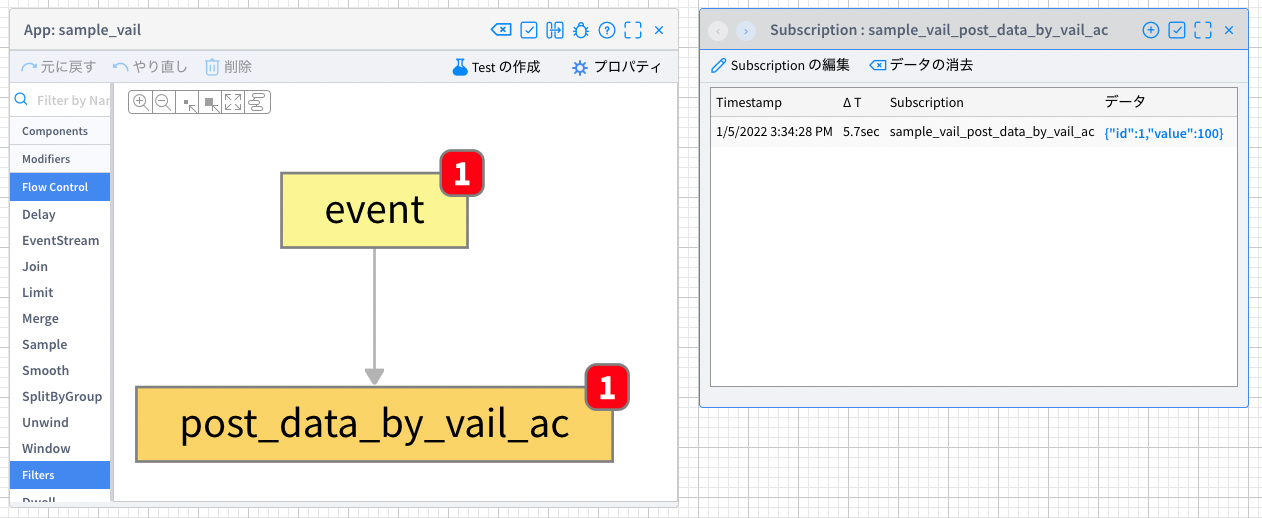 App: sample_vail
元に戻す やり直し 削除 Test の作成 プロパティ
Filter by Nar
Components
Modifiers
Flow Control
Delay
EventStream
Join
Limit
Merge
Sample
Smooth
SplitByGroup
Unwind
Window
Filters
Dwell
event
1
post_data_by_vail_ac
1
Subscription : sample_vail_post_data_by_vail_ac
Subscription の編集 データの消去
Timestamp Δ T Subscription データ
1/5/2022 3:34:28 PM 5.7sec sample_vail_post_data_by_vail_ac {"id":1,"value":100}